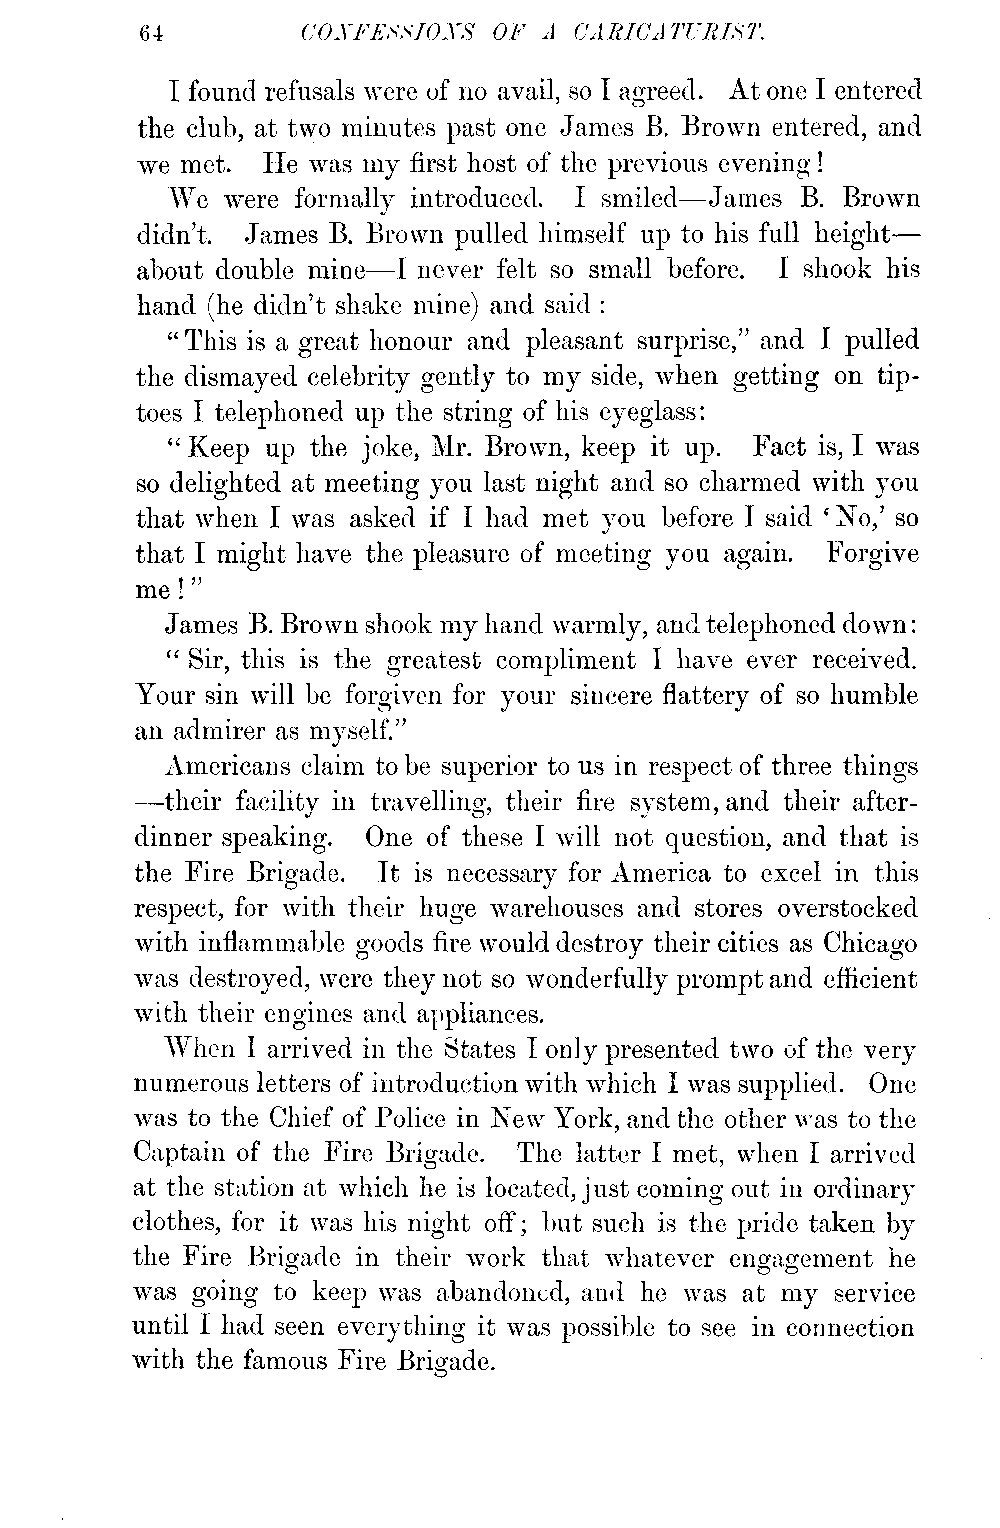 64 CONFESSIONS OF A CARICATURIST.
I found refusals were of no avail, so I agreed. At one I entered
the club, at two minutes past one James B. Brown entered, and
we met. He was my first host of the previous evening!
We were formally introduced. I smiled—James B. Brown
didn't. James B. Brown pulled himself up to his full height—
about double mine—I never felt so small before. I shook his
hand (he didn't shake mine) and said :
"This is a great honour and pleasant surprise," and I pulled
the dismayed celebrity gently to my side, when getting on tip-
toes I telephoned up the string of his eyeglass:
"Keep up the joke, Mr. Brown, keep it up. Fact is, I was
so delighted at meeting you last night and so charmed with you
that when I was asked if I had met you before I said 'No,' so
that I might have the pleasure of meeting you again. Forgive
me!"
James B. Brown shook my hand warmly, and telephoned down:
"Sir, this is the greatest compliment I have ever received.
Your sin will be forgiven for your sincere flattery of so humble
an admirer as myself."
Americans claim to be superior to us in respect of three things
—their facility in travelling, their fire system, and their after-
dinner speaking. One of these I will not question, and that is
the Fire Brigade. It is necessary for America to excel in this
respect, for with their huge warehouses and stores overstocked
with inflammable goods fire would destroy their cities as Chicago
was destroyed, were they not so wonderfully prompt and efficient
with their engines and appliances.
When I arrived in the States I only presented two of the very
numerous letters of introduction with which I was supplied. One
was to the Chief of Police in New York, and the other was to the
Captain of the Fire Brigade. The latter I met, when I arrived
at the station at which he is located, just coming out in ordinary
clothes, for it was his night off; but such is the pride taken by
the Fire Brigade in their work that whatever engagement he
was going to keep was abandoned, and he was at my service
until I had seen everything it was possible to see in connection
with the famous Fire Brigade.